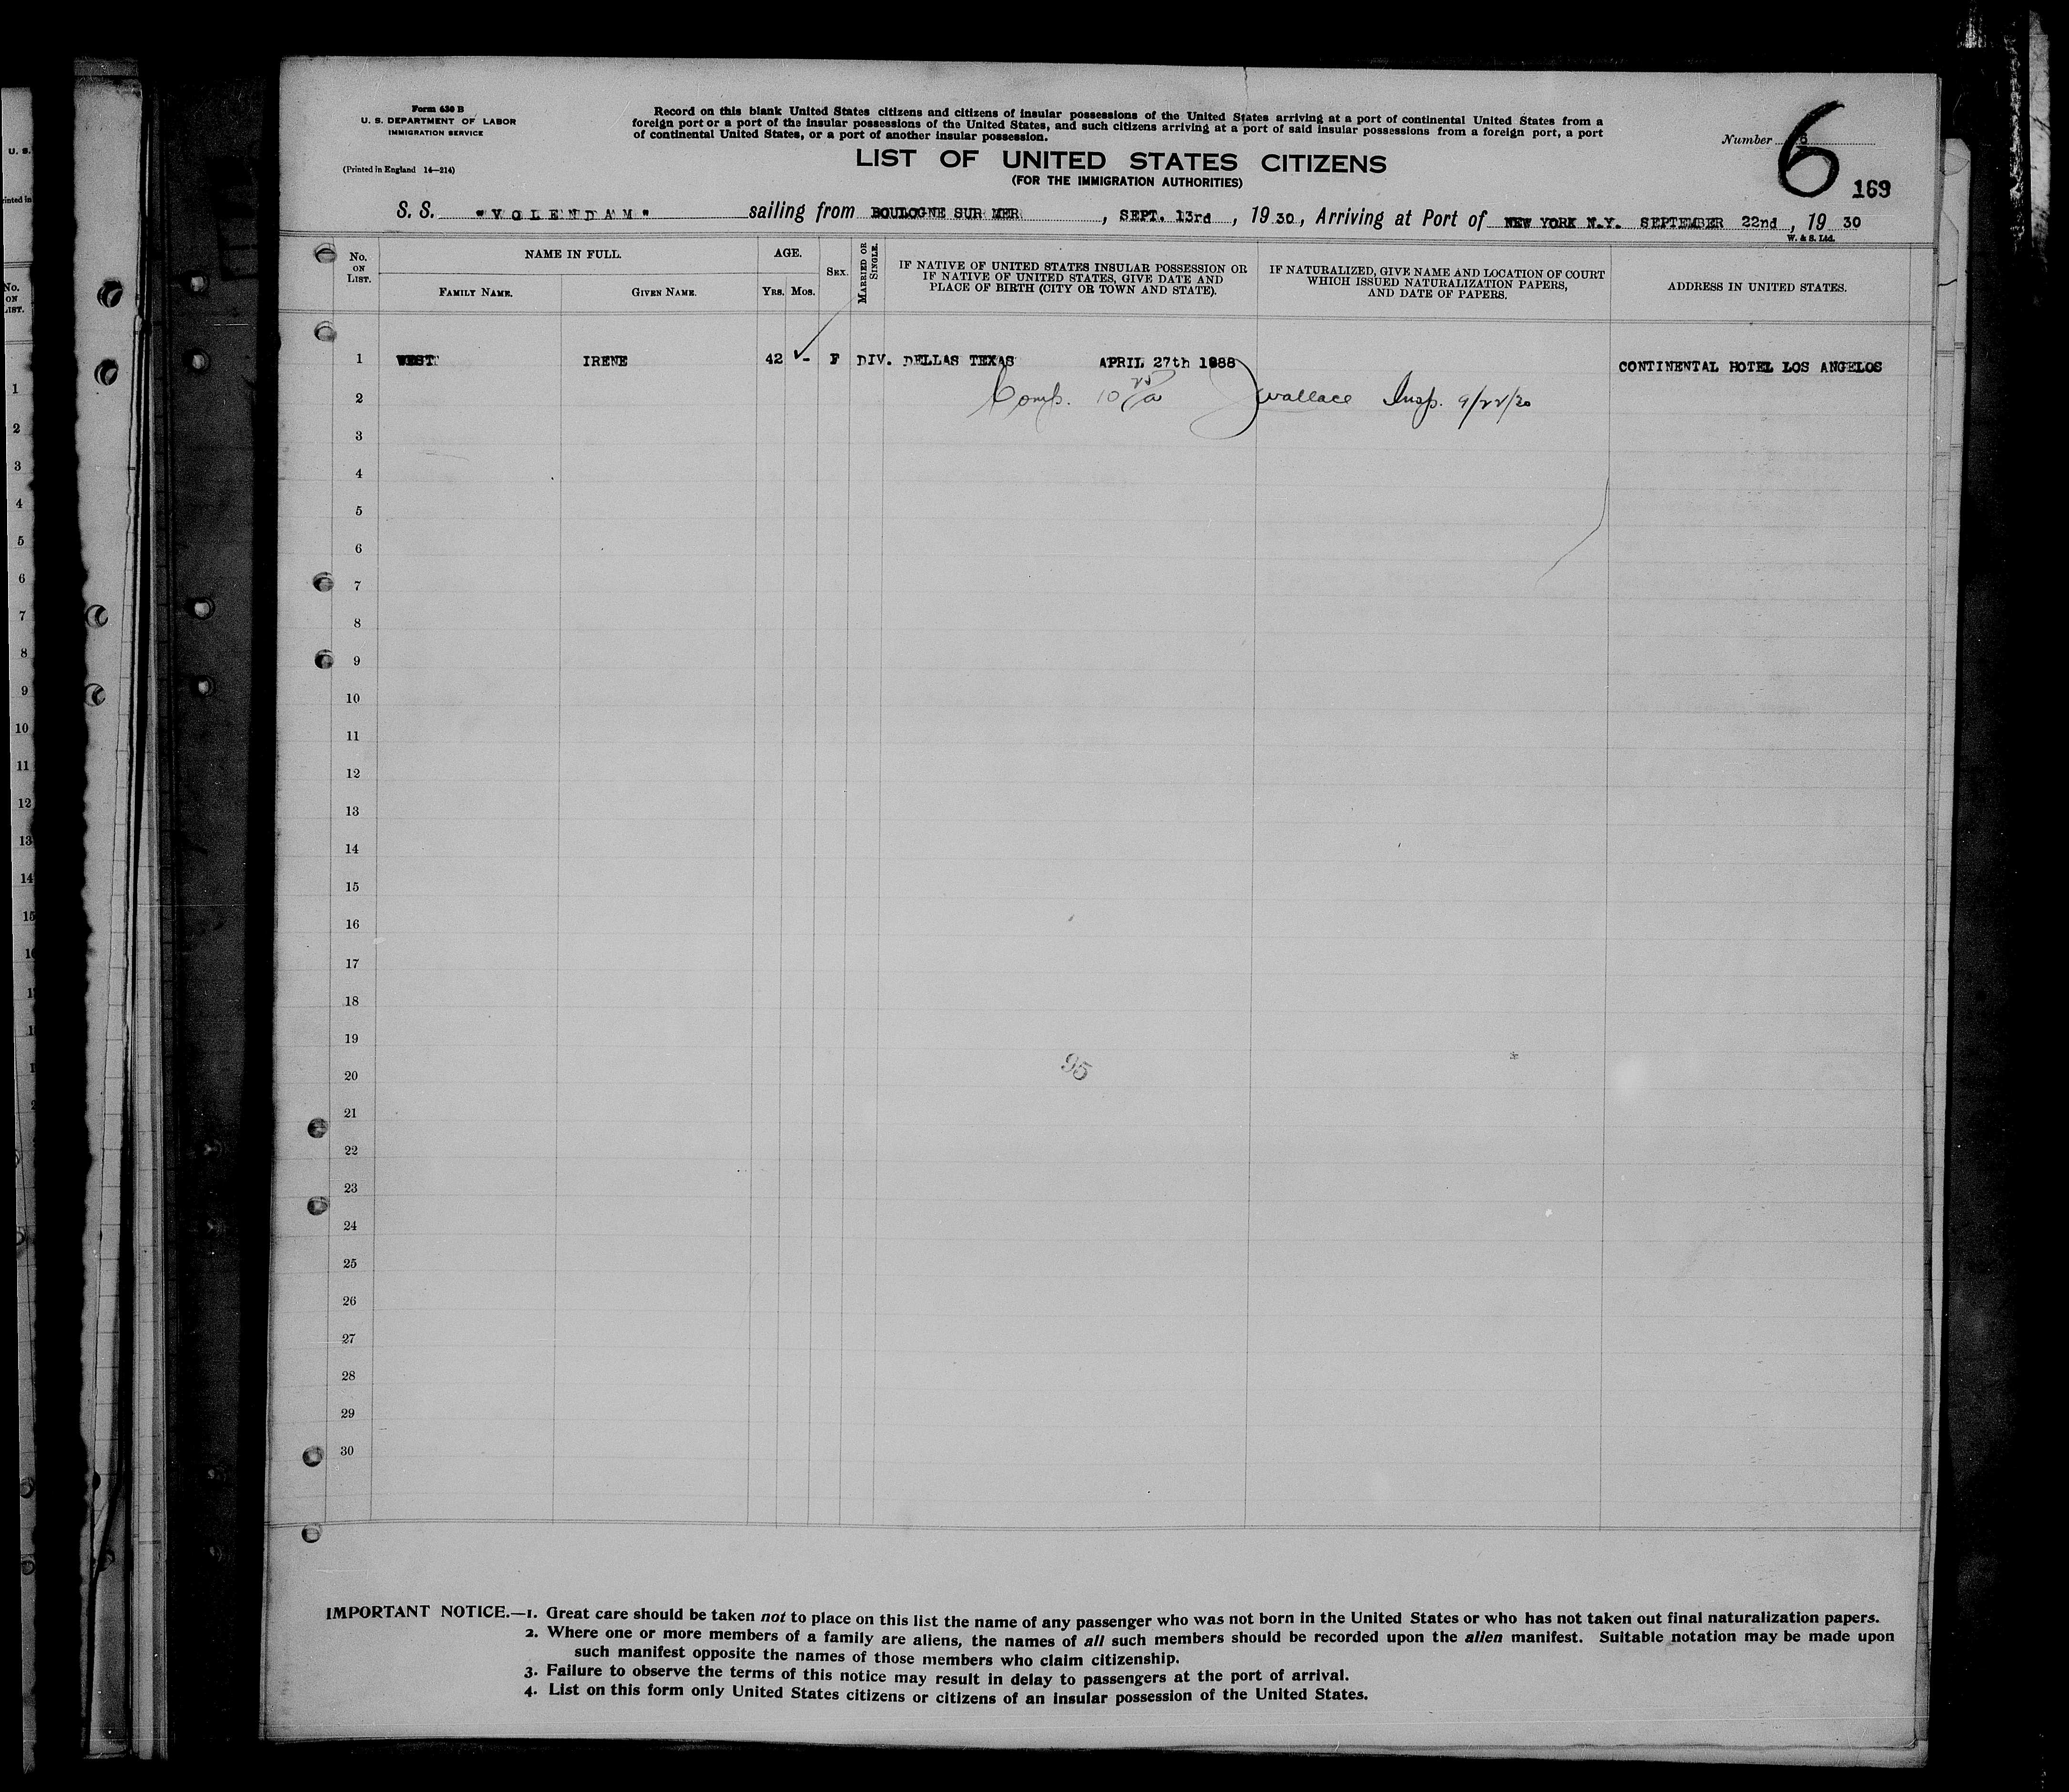 Form 630 B
U. S. DEPARTMENT OF LABOR
IMMIGRATION SERVICE
(Printed in England 14—214)
Record on this blank United States citizens and citizens of insular possessions of the United States arriving at a port of continental United States from a
foreign port or a port of the insular possessions of the United States, and such citizens arriving at a port of said insular possessions from a foreign port, a port
of continental United States, or a port of another insular possession.
Number 6
6
169
LIST OF UNITED STATES CITIZENS
(FOR THE IMMIGRATION AUTHORITIES)
S. S. "VOLENDAM" sailing from BOULOGNE SUR MER, SEPT. 13rd, 19 30, Arriving at Port of NEW YORK N.Y. SEPTEMBER 22nd, 19 30
W. & S. Ltd.
No. ON LIST.
NAME IN FULL.
FAMILY NAME. GIVEN NAME.
AGE.
YRS. MOS.
SEX.
MARRIED OR SINGLE.
IF NATIVE OF UNITED STATES INSULAR POSSESSION OR
IF NATIVE OF UNITED STATES, GIVE DATE AND
PLACE OF BIRTH (CITY OR TOWN AND STATE).
IF NATURALIZED, GIVE NAME AND LOCATION OF COURT
WHICH ISSUED NATURALIZATION PAPERS,
AND DATE OF PAPERS.
ADDRESS IN UNITED STATES.
1 WEST IRENE 42 - F DIV. DELLAS TEXAS APRIL 27th 1888 CONTINENTAL HOTEL LOS ANGELOS
2 Comp. Wallace Insp. 9/22/30
3
4
5
6
7
8
9
10
11
12
13
14
15
16
17
18
19
20
95
21
22
23
24
25
26
27
28
29
30
IMPORTANT NOTICE.—1. Great care should be taken not to place on this list the name of any passenger who was not born in the United States or who has not taken out final naturalization papers.
2. Where one or more members of a family are aliens, the names of all such members should be recorded upon the alien manifest. Suitable notation may be made upon
such manifest opposite the names of those members who claim citizenship.
3. Failure to observe the terms of this notice may result in delay to passengers at the port of arrival.
4. List on this form only United States citizens or citizens of an insular possession of the United States.